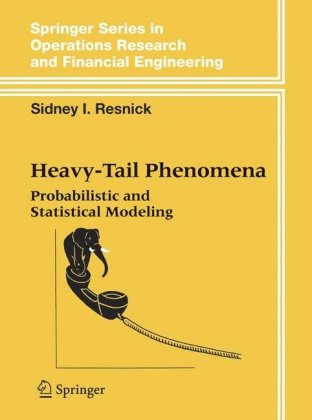 Springer Series in
Operations Research
and Financial Engineering
Sidney I. Resnick
Heavy-Tail Phenomena
Probabilistic and
Statistical Modeling
Springer